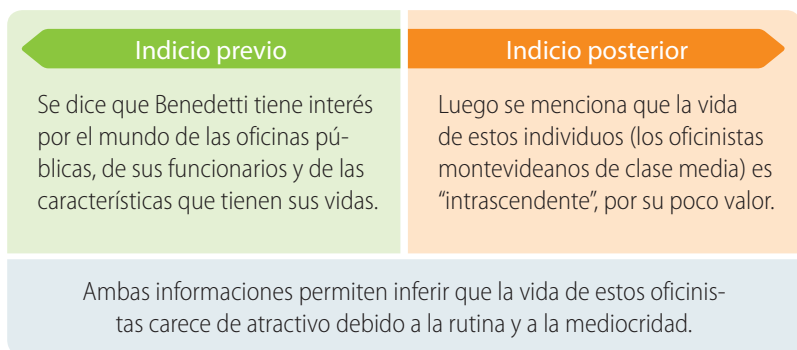 Indicio previo
Se dice que Benedetti tiene interés
por el mundo de las oficinas pú-
blicas, de sus funcionarios y de las
características que tienen sus vidas.
Indicio posterior
Luego se menciona que la vida
de estos individuos (los oficinistas
montevideanos de clase media) es
“intrascendente”, por su poco valor.
Ambas informaciones permiten inferir que la vida de estos oficinis-
tas carece de atractivo debido a la rutina y a la mediocridad.